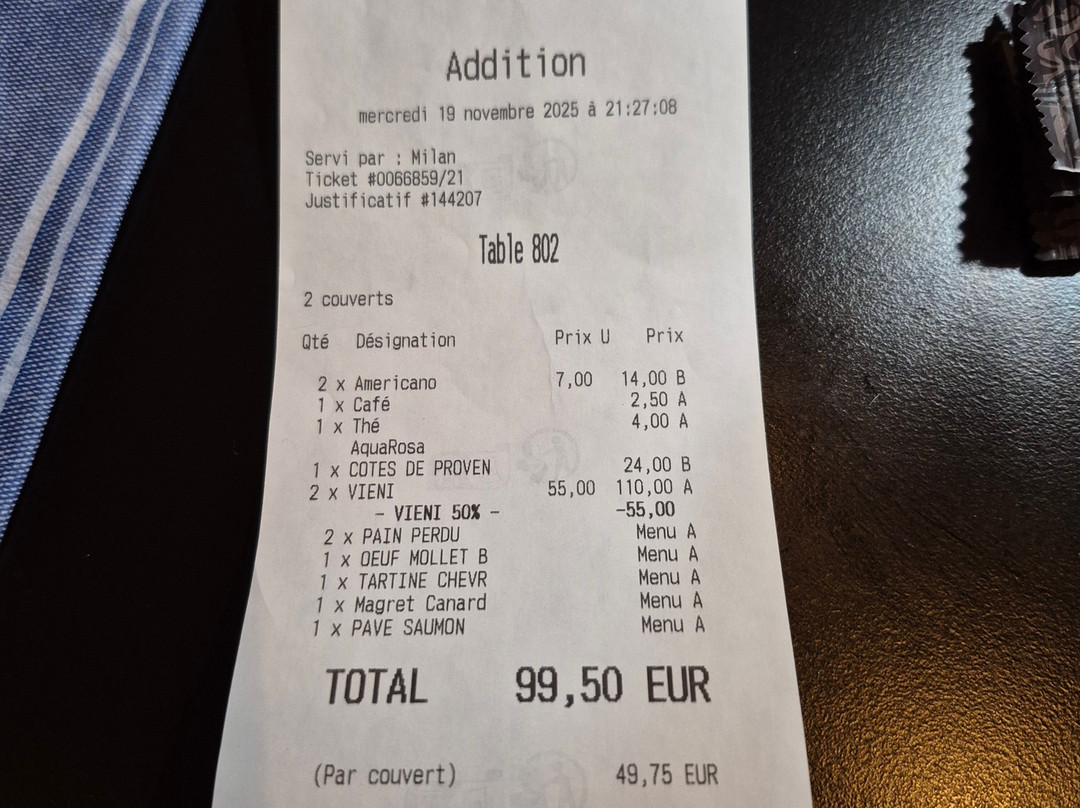 Addition
mercredi 19 novembre 2025 à 21:27:08
Servi par : Milan
Ticket #0066859/21
Justificatif #144207
Table 802
2 couverts
Qté Désignation Prix U Prix
2 x Americano 7,00 14,00 B
1 x Café 2,50 A
1 x Thé 4,00 A
AquaRosa
1 x COTES DE PROVEN 24,00 B
2 x VIENI 55,00 110,00 A
- VIENI 50% - -55,00
2 x PAIN PERDU Menu A
1 x OEUF MOLLET B Menu A
1 x TARTINE CHEVR Menu A
1 x Magret Canard Menu A
1 x PAVE SAUMON Menu A
TOTAL 99,50 EUR
(Par couvert) 49,75 EUR